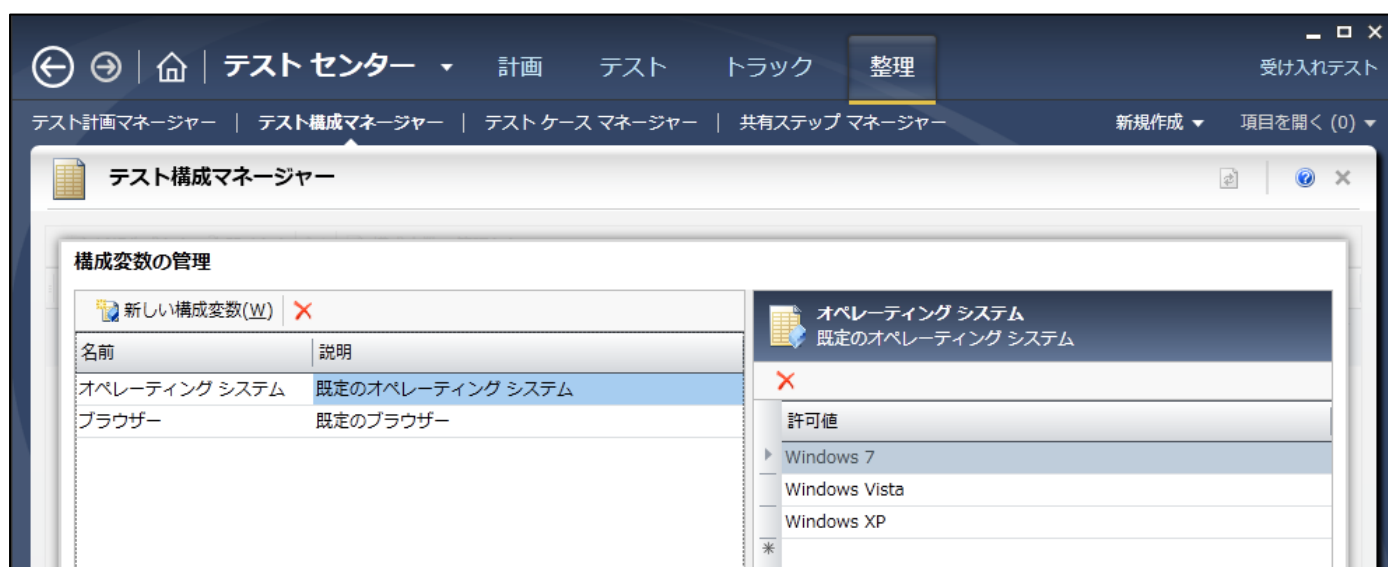 テスト センター 計画 テスト トラック 整理 受け入れテスト
テスト計画マネージャー | テスト構成マネージャー | テスト ケース マネージャー | 共有ステップ マネージャー 新規作成 項目を開く (0)
テスト構成マネージャー
構成変数の管理
新しい構成変数(W)
名前 説明
オペレーティング システム 既定のオペレーティング システム
ブラウザー 既定のブラウザー
オペレーティング システム
既定のオペレーティング システム
許可値
Windows 7
Windows Vista
Windows XP